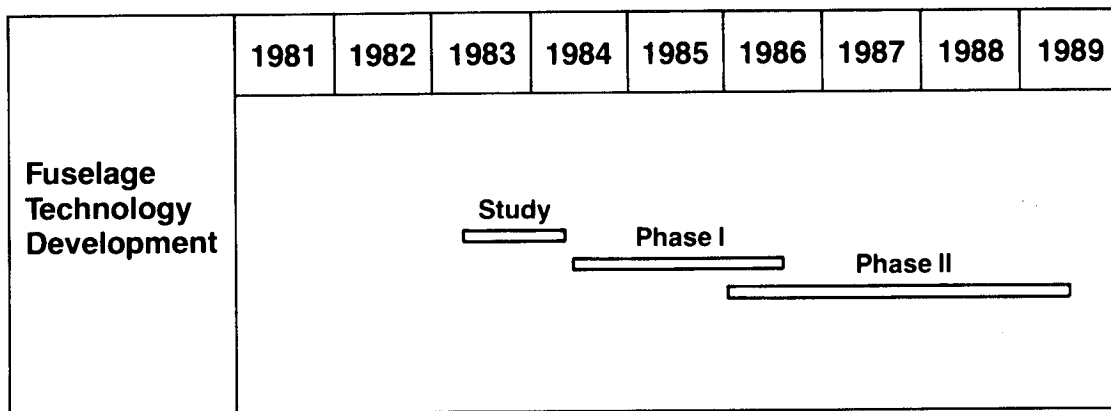 1981 1982 1983 1984 1985 1986 1987 1988 1989
Fuselage
Technology
Development
Study
Phase I
Phase II